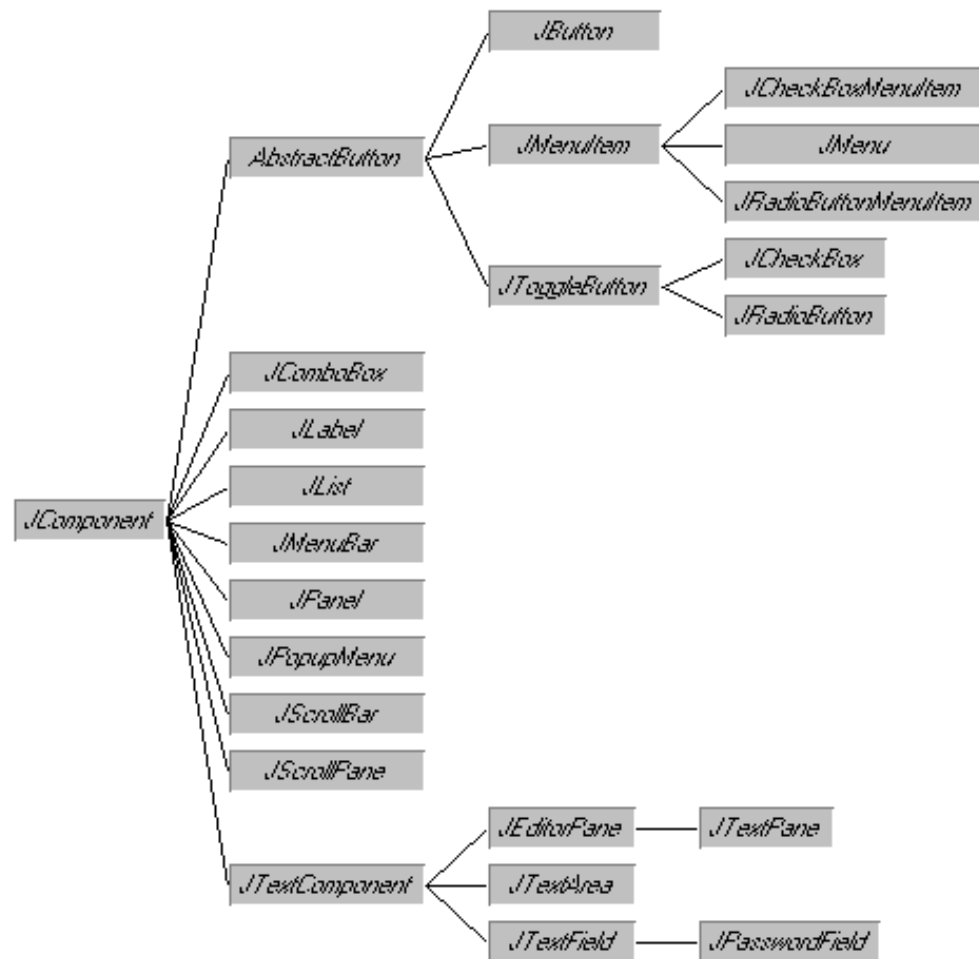 JButton
JCheckBoxMenuItem
AbstractButton
JMenuItem
JMenu
JRadioButtonMenuItem
JCheckBox
JToggleButton
JRadioButton
JComboBox
JLabel
JList
JComponent
JMenuBar
JPanel
JPopupMenu
JScrollBar
JScrollPane
JEditorPane
JTextPane
JTextComponent
JTextArea
JTextField
JPasswordField